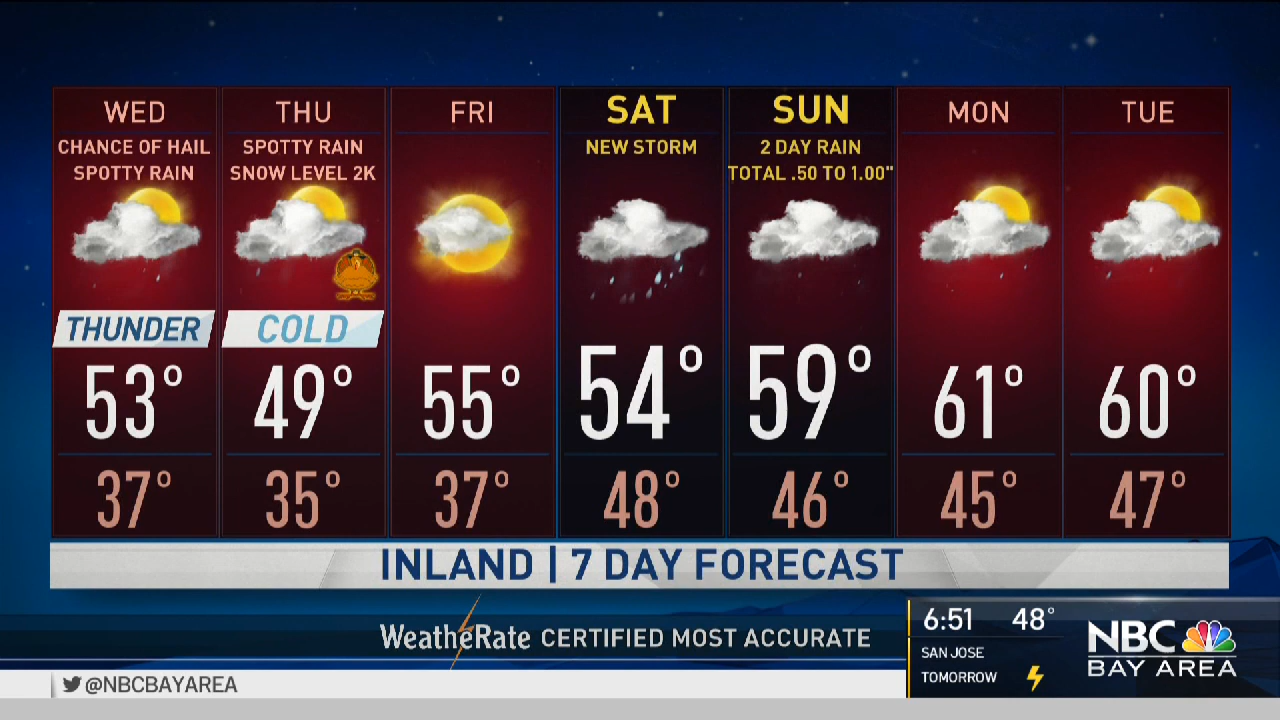 WED
CHANCE OF HAIL
SPOTTY RAIN
THUNDER
53°
37°
THU
SPOTTY RAIN
SNOW LEVEL 2K
COLD
49°
35°
FRI
55°
37°
SAT
NEW STORM
54°
48°
SUN
2 DAY RAIN
TOTAL .50 TO 1.00"
59°
46°
MON
61°
45°
TUE
60°
47°
INLAND | 7 DAY FORECAST
WeatheRate CERTIFIED MOST ACCURATE
6:51 48°
SAN JOSE
TOMORROW
NBC
BAY AREA
@NBCBAYAREA